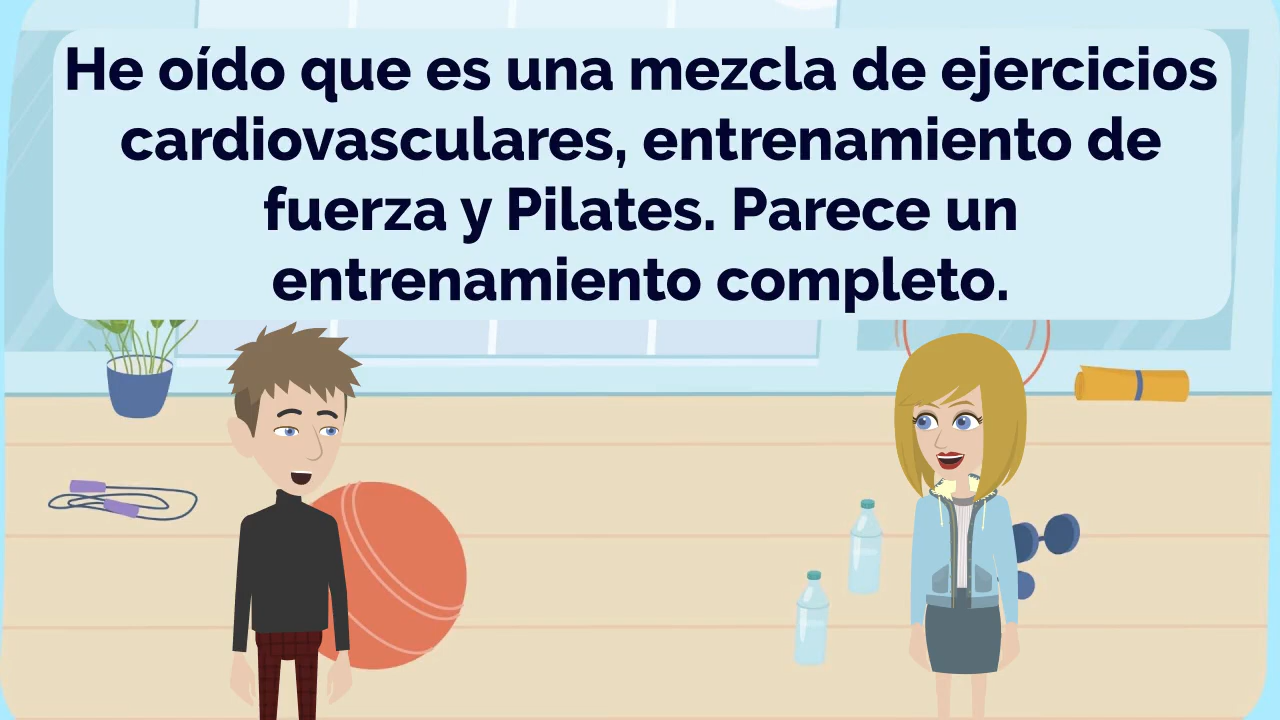 He oído que es una mezcla de ejercicios
cardiovasculares, entrenamiento de
fuerza y Pilates. Parece un
entrenamiento completo.